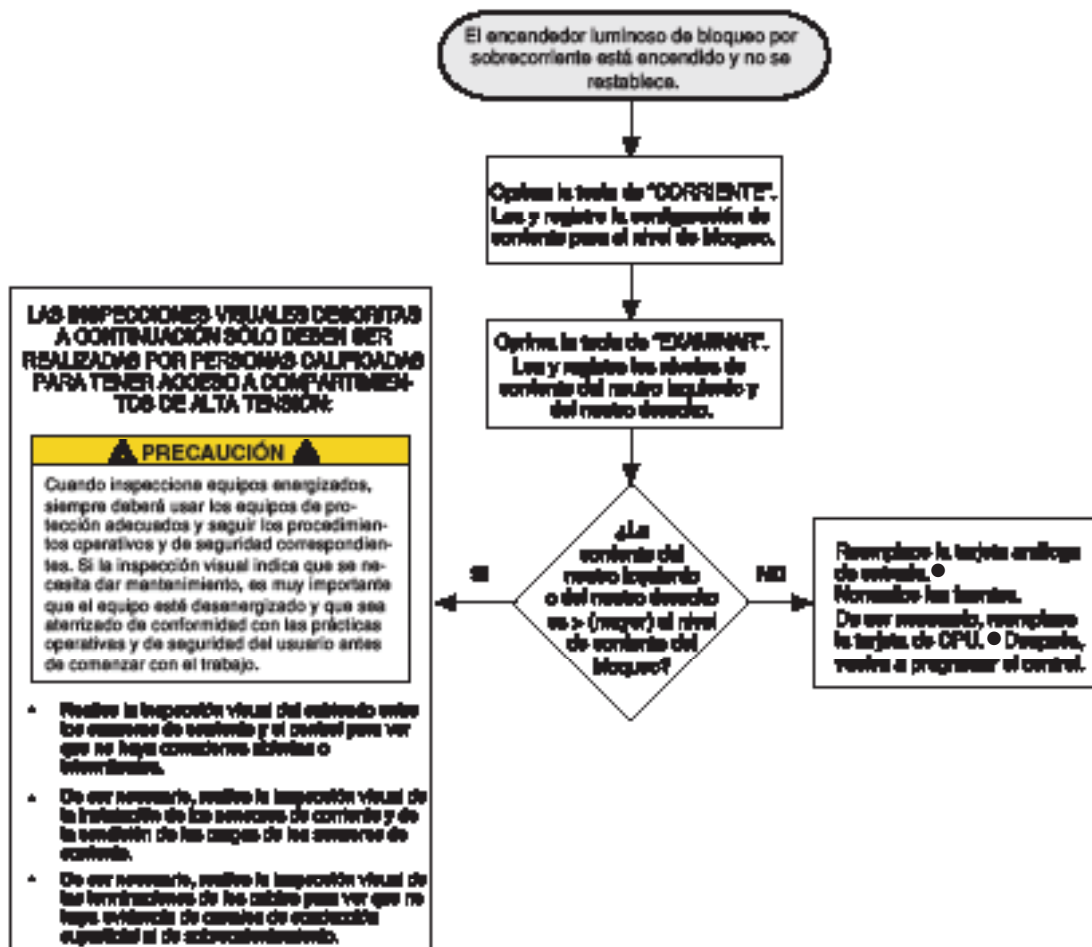 El encendedor luminoso de bloqueo por
sobrecorriente está encendido y no se
restablece.
Oprima la tecla de "CORRIENTE".
Lea y registre la configuración de
corriente para el nivel de bloqueo.
Oprima la tecla de "EXAMINAR".
Lea y registre los niveles de
corriente del neutro izquierdo y
del neutro derecho.
¿La
corriente del
neutro izquierdo
o del neutro derecho
es > (mayor) al nivel
de corriente del
bloqueo?
SI
NO
Reemplace la tarjeta análoga
de entrada.
Normalice las fuentes.
De ser necesario, reemplace
la tarjeta de CPU. Después,
vuelva a programar el control.
LAS INSPECCIONES VISUALES DESCRITAS
A CONTINUACIÓN SÓLO DEBEN SER
REALIZADAS POR PERSONAS CALIFICADAS
PARA TENER ACCESO A COMPARTIMEN-
TOS DE ALTA TENSIÓN:
PRECAUCIÓN
Cuando inspeccione equipos energizados,
siempre deberá usar los equipos de pro-
tección adecuados y seguir los procedimien-
tos operativos y de seguridad correspondien-
tes. Si la inspección visual indica que se ne-
cesita dar mantenimiento, es muy importante
que el equipo esté desenergizado y que sea
aterrizado de conformidad con las prácticas
operativas y de seguridad del usuario antes
de comenzar con el trabajo.
• Realice la inspección visual del cableado entre
los sensores de corriente y el control para ver
que no haya conexiones abiertas o
intermitentes.
• De ser necesario, realice la inspección visual de
la instalación de los sensores de corriente y de
la condición de las cargas de los sensores de
corriente.
• De ser necesario, realice la inspección visual de
las terminaciones de los cables para ver que no
haya evidencia de canales de conducción
superficial ni de sobrecalentamiento.